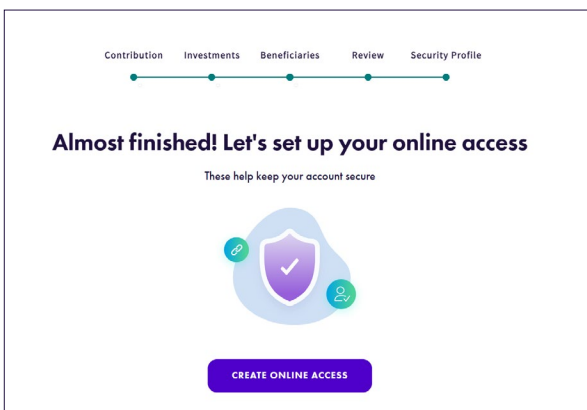 Contribution Investments Beneficiaries Review Security Profile
Almost finished! Let's set up your online access
These help keep your account secure
CREATE ONLINE ACCESS